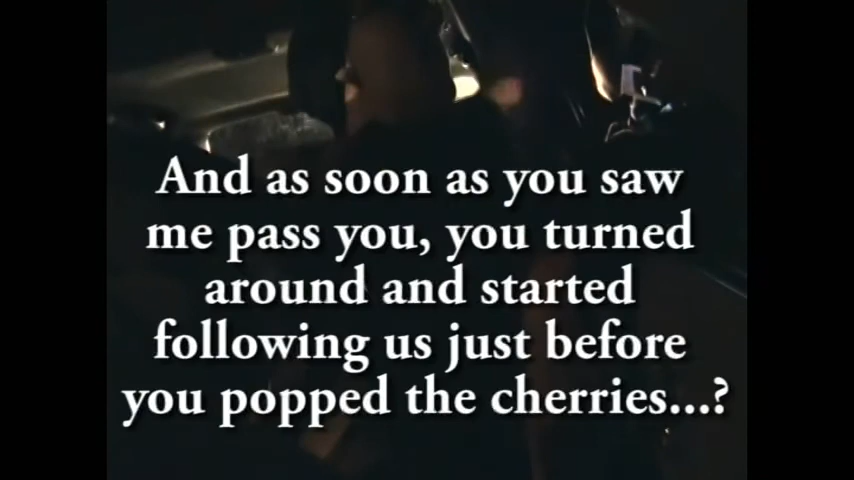 And as soon as you saw
me pass you, you turned
around and started
following us just before
you popped the cherries...?